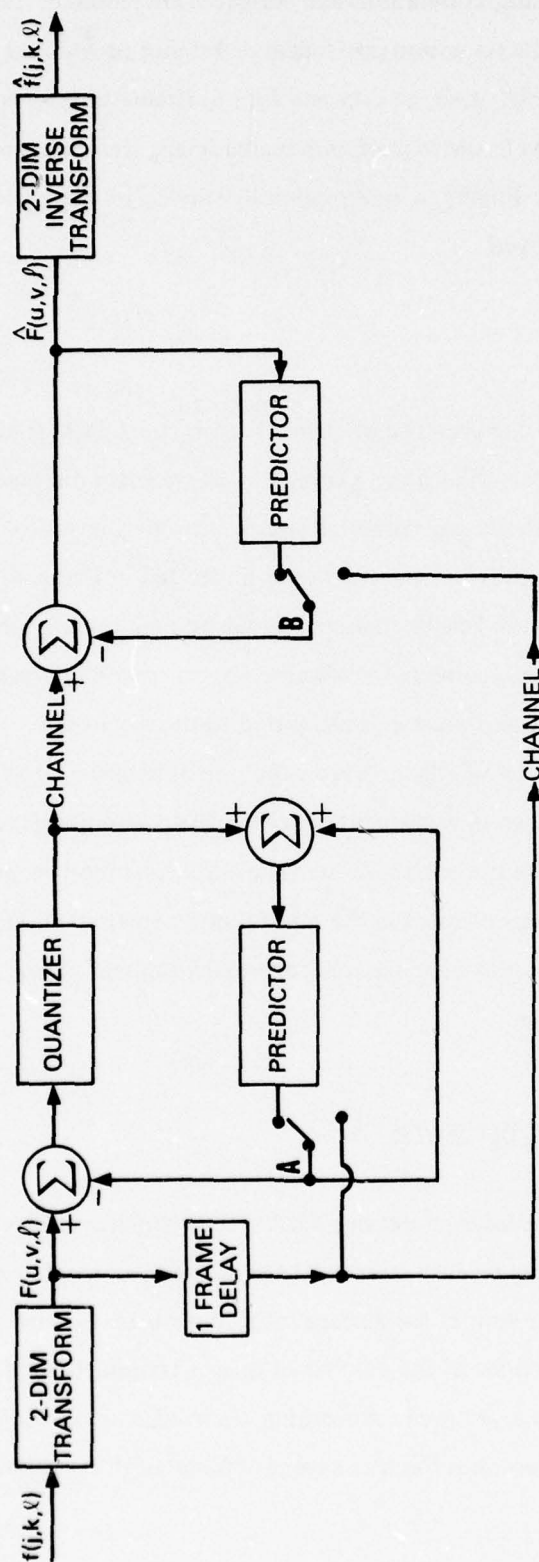 f(j,k,ℓ)
2-DIM
TRANSFORM
F(u,v,ℓ)
+
-
Σ
QUANTIZER
CHANNEL
+
-
Σ
F̂(u,v,ℓ)
2-DIM
INVERSE
TRANSFORM
f̂(j,k,ℓ)
1 FRAME
DELAY
A
PREDICTOR
+
+
Σ
B
PREDICTOR
CHANNEL